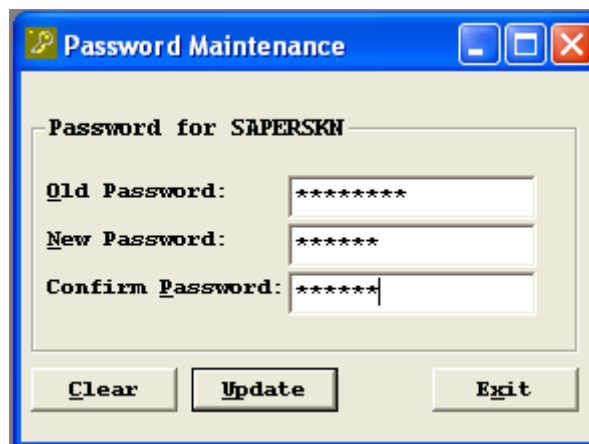 Password Maintenance
Password for SAPERSKN
Old Password: ********
New Password: ******
Confirm Password: ******
Clear Update Exit